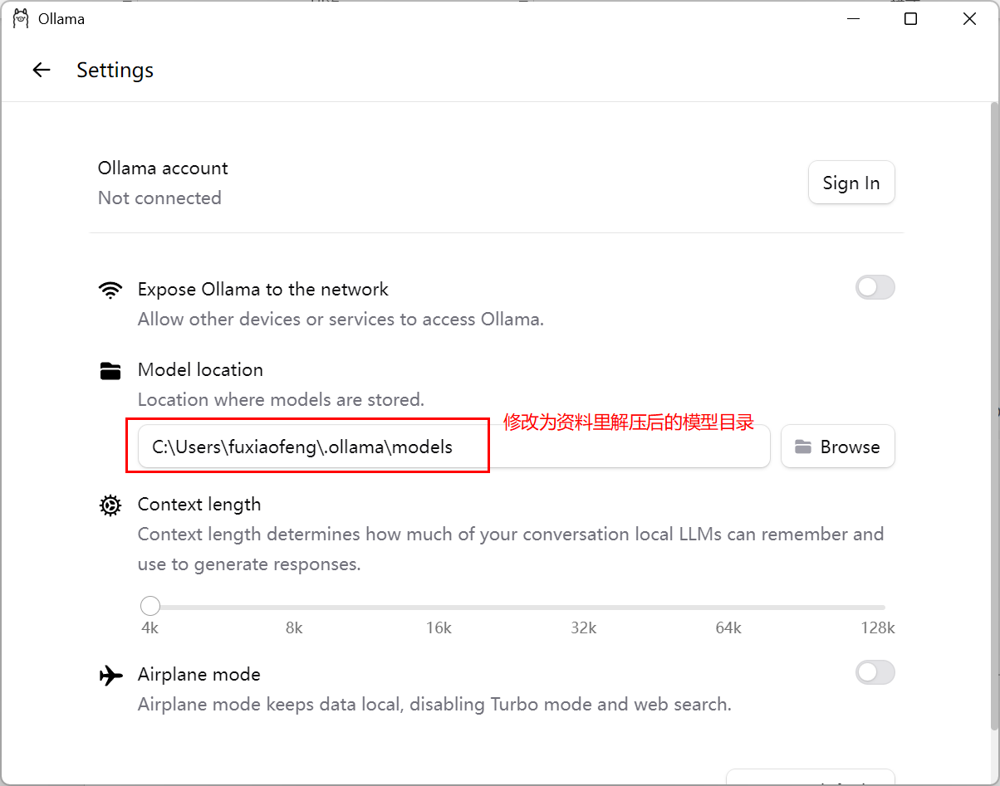 Ollama
Settings
Ollama account
Not connected
Sign In
Expose Ollama to the network
Allow other devices or services to access Ollama.
Model location
Location where models are stored.
修改为资料里解压后的模型目录
C:\Users\fuxiaofeng\.ollama\models
Browse
Context length
Context length determines how much of your conversation local LLMs can remember and
use to generate responses.
4k 8k 16k 32k 64k 128k
Airplane mode
Airplane mode keeps data local, disabling Turbo mode and web search.